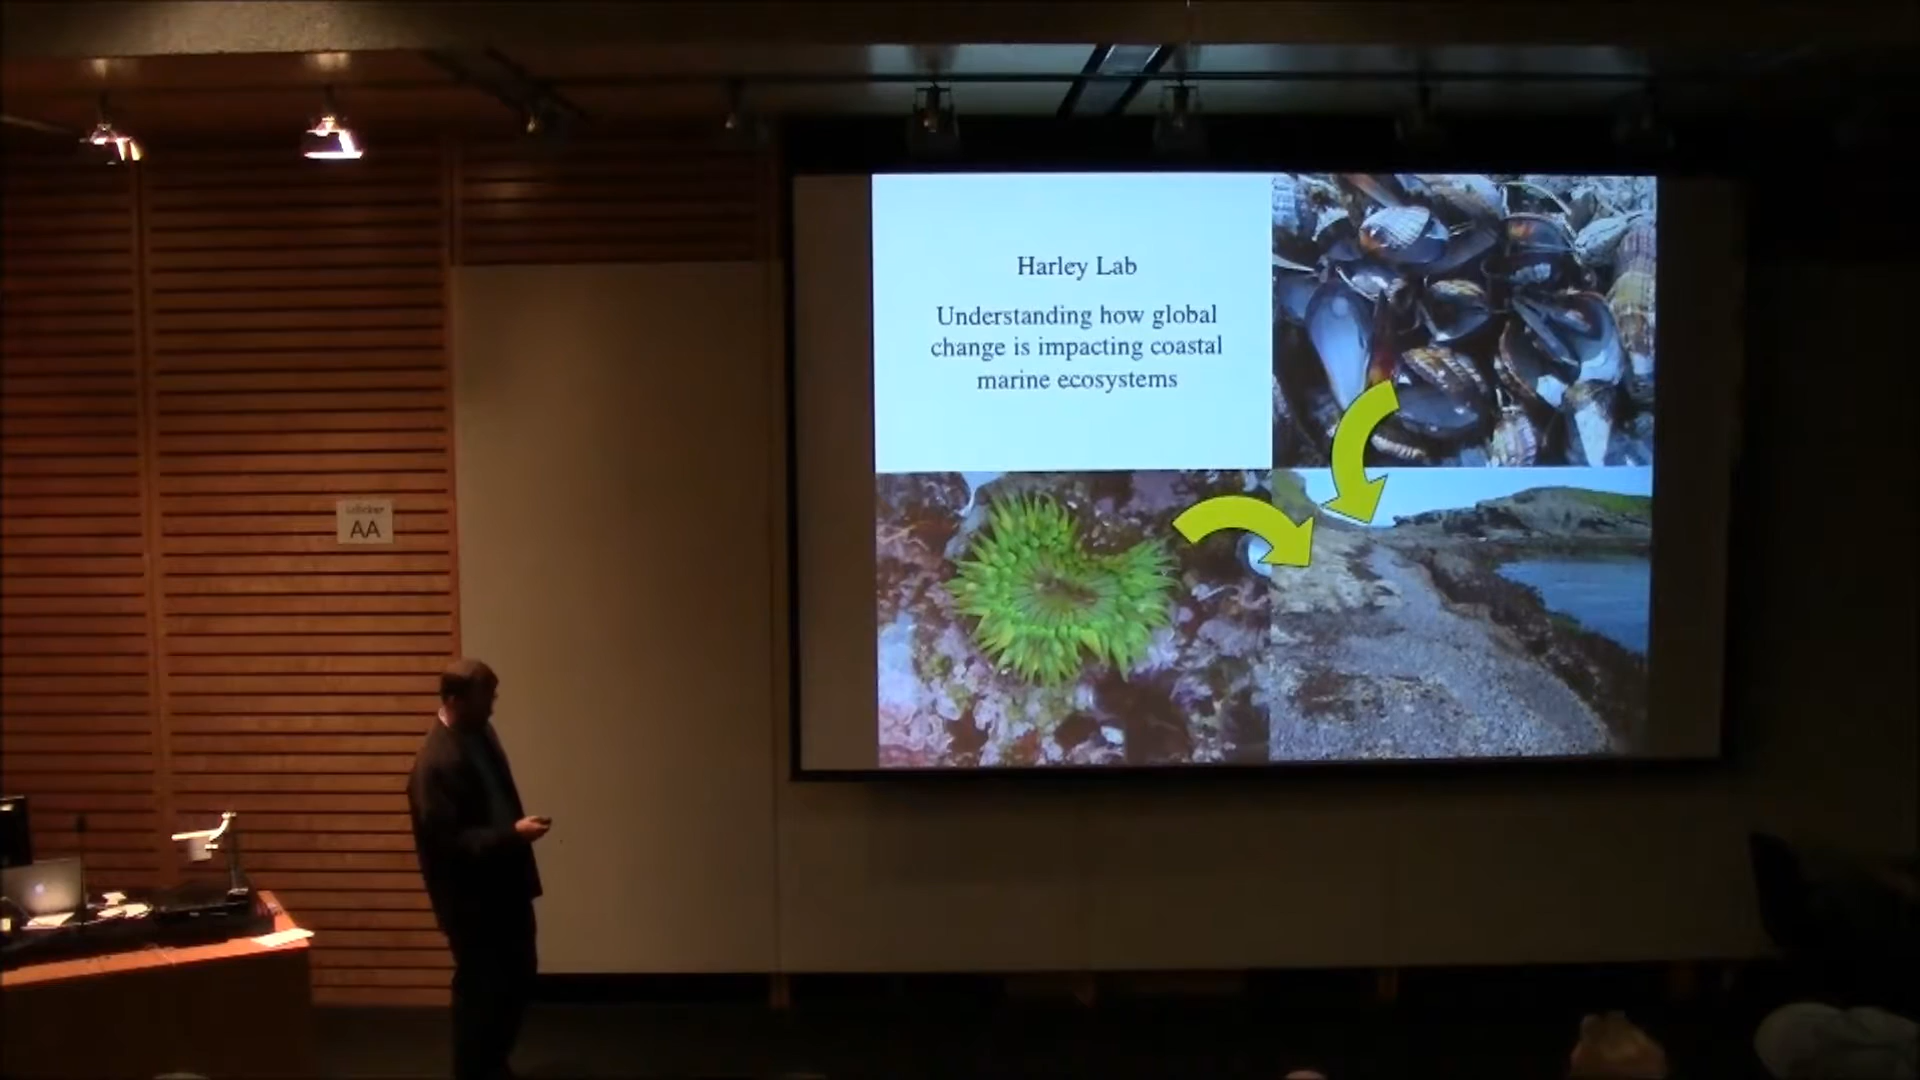 Harley Lab
Understanding how global
change is impacting coastal
marine ecosystems
AA